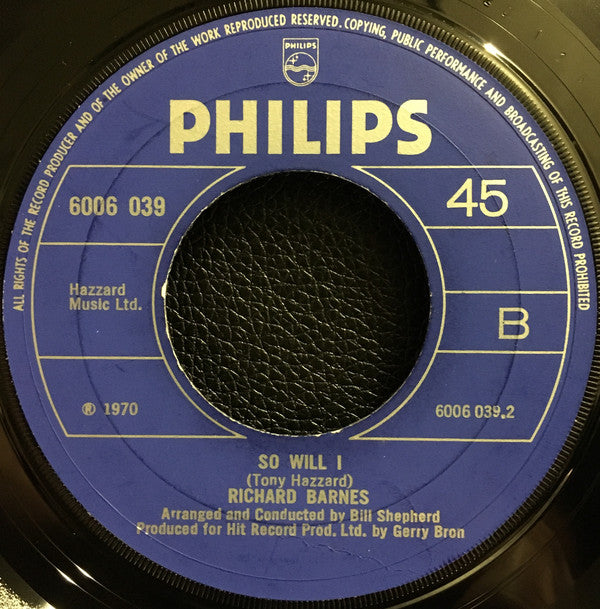 ALL RIGHTS OF THE RECORD PRODUCER AND OF THE OWNER OF THE WORK REPRODUCED RESERVED. COPYING, PUBLIC PERFORMANCE AND BROADCASTING OF THIS RECORD PROHIBITED
PHILIPS
PHILIPS
6006 039
45
Hazzard
Music Ltd.
B
℗ 1970
6006 039.2
SO WILL I
(Tony Hazzard)
RICHARD BARNES
Arranged and Conducted by Bill Shepherd
Produced for Hit Record Prod. Ltd. by Gerry Bron